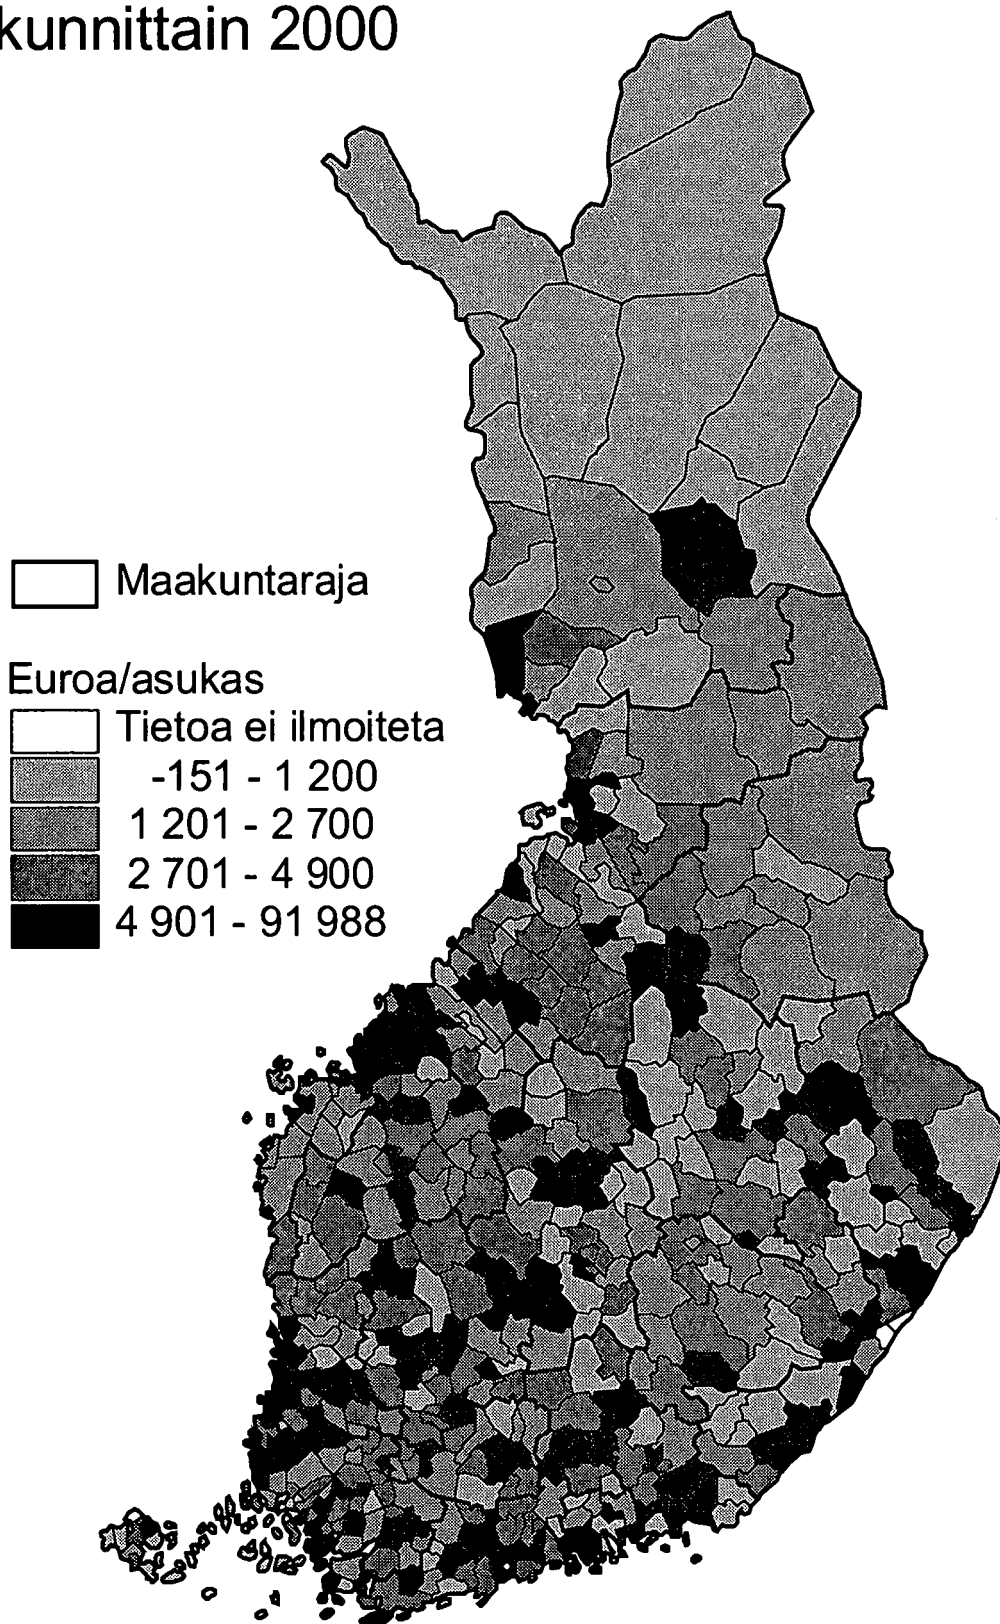 kunnittain 2000
Maakuntaraja
Euroa/asukas
Tietoa ei ilmoiteta
-151 - 1 200
1 201 - 2 700
2 701 - 4 900
4 901 - 91 988